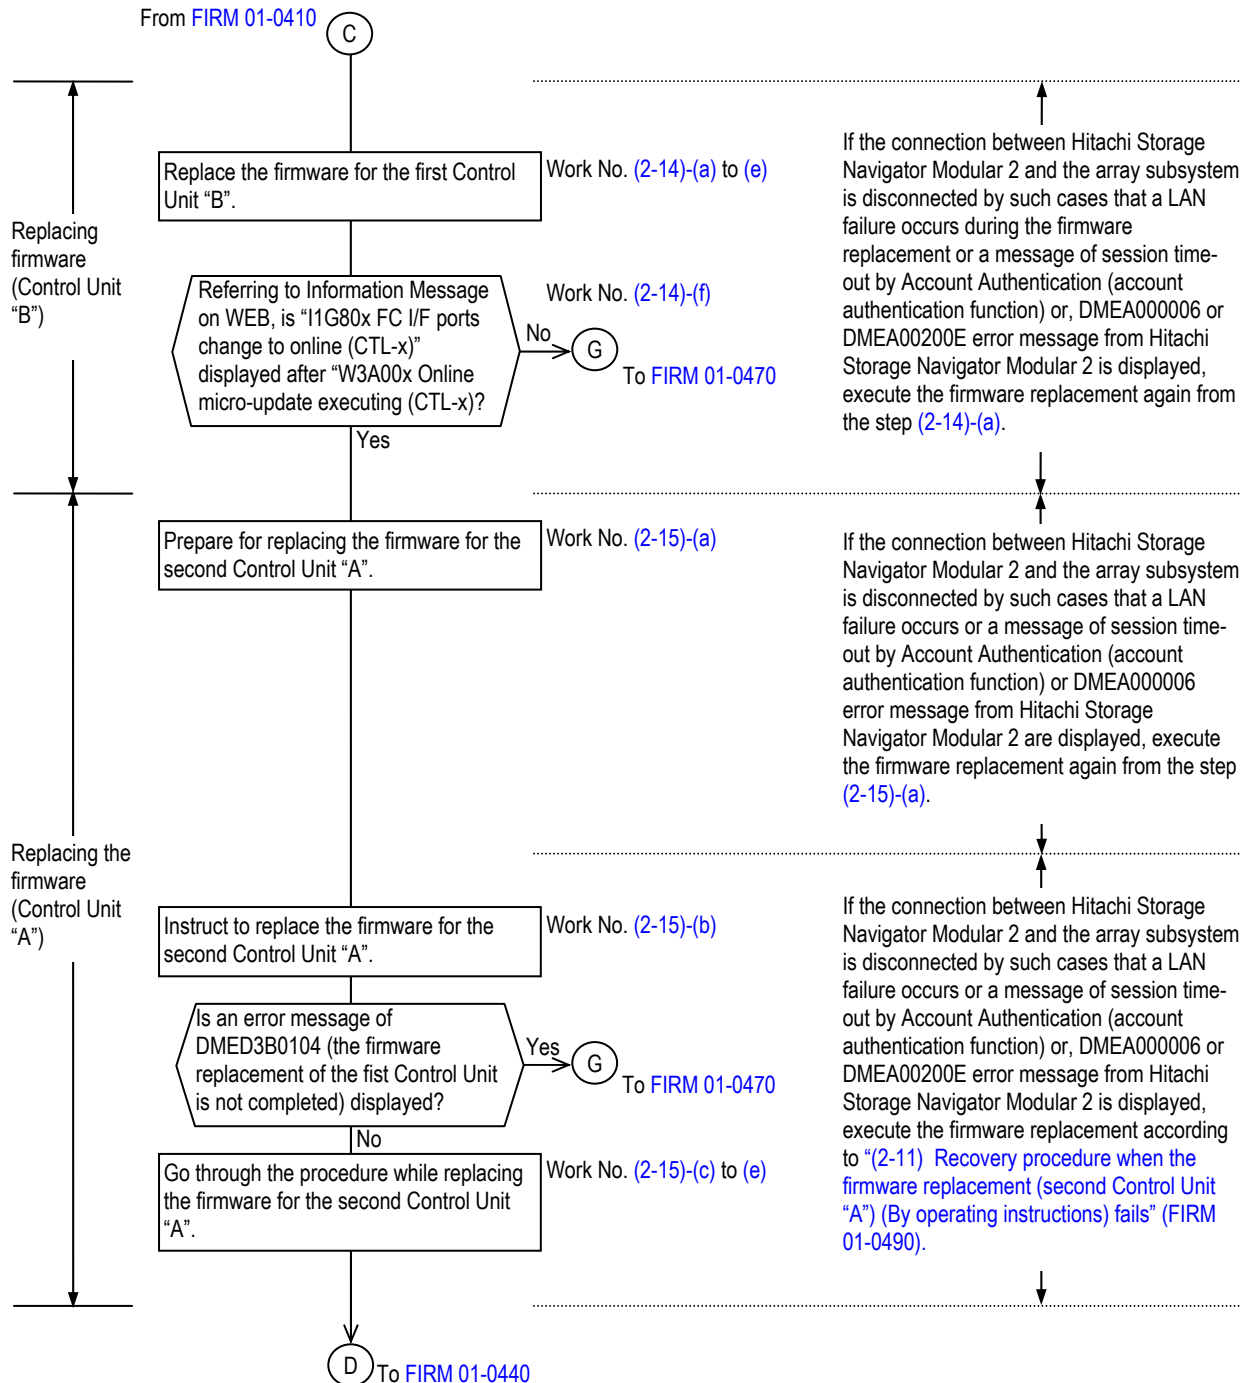 From FIRM 01-0410
C
Replacing
firmware
(Control Unit
“B”)
Replace the firmware for the first Control
Unit “B”.
Work No. (2-14)-(a) to (e)
Referring to Information Message
on WEB, is “I1G80x FC I/F ports
change to online (CTL-x)”
displayed after “W3A00x Online
micro-update executing (CTL-x)?
Work No. (2-14)-(f)
No
G
To FIRM 01-0470
Yes
If the connection between Hitachi Storage
Navigator Modular 2 and the array subsystem
is disconnected by such cases that a LAN
failure occurs during the firmware
replacement or a message of session time-
out by Account Authentication (account
authentication function) or, DMEA000006 or
DMEA00200E error message from Hitachi
Storage Navigator Modular 2 is displayed,
execute the firmware replacement again from
the step (2-14)-(a).
Replacing the
firmware
(Control Unit
“A”)
Prepare for replacing the firmware for the
second Control Unit “A”.
Work No. (2-15)-(a)
If the connection between Hitachi Storage
Navigator Modular 2 and the array subsystem
is disconnected by such cases that a LAN
failure occurs or a message of session time-
out by Account Authentication (account
authentication function) or DMEA000006
error message from Hitachi Storage
Navigator Modular 2 are displayed, execute
the firmware replacement again from the step
(2-15)-(a).
Instruct to replace the firmware for the
second Control Unit “A”.
Work No. (2-15)-(b)
Is an error message of
DMED3B0104 (the firmware
replacement of the fist Control Unit
is not completed) displayed?
Yes
G
To FIRM 01-0470
No
Go through the procedure while replacing
the firmware for the second Control Unit
“A”.
Work No. (2-15)-(c) to (e)
If the connection between Hitachi Storage
Navigator Modular 2 and the array subsystem
is disconnected by such cases that a LAN
failure occurs or a message of session time-
out by Account Authentication (account
authentication function) or, DMEA000006 or
DMEA00200E error message from Hitachi
Storage Navigator Modular 2 is displayed,
execute the firmware replacement according
to “(2-11) Recovery procedure when the
firmware replacement (second Control Unit
“A”) (By operating instructions) fails” (FIRM
01-0490).
D
To FIRM 01-0440